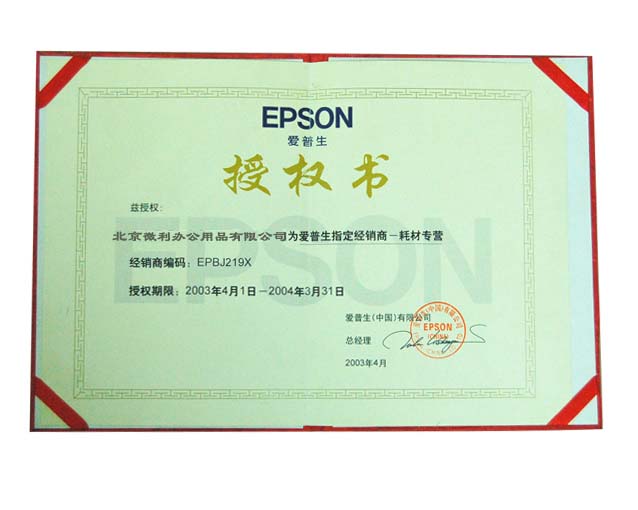 EPSON
爱普生
授权书
兹授权:
北京微利办公用品有限公司为爱普生指定经销商－耗材专营
经销商编码: EPBJ219X
授权期限: 2003年4月1日－2004年3月31日
爱普生(中国)有限公司
总经理
2003年4月
EPSON
(CHINA)
EPSON